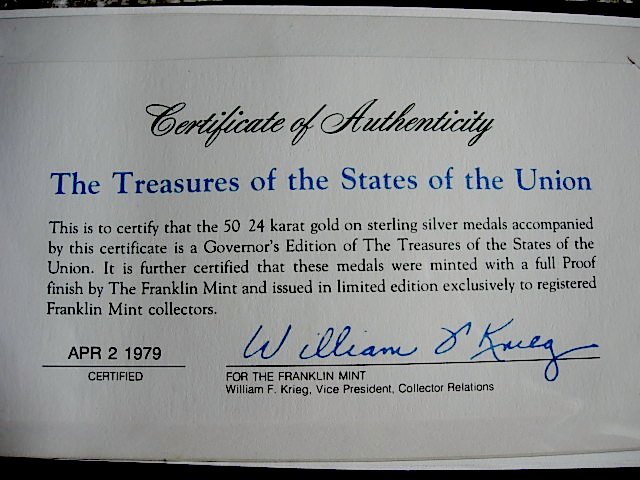 Certificate of Authenticity
The Treasures of the States of the Union
This is to certify that the 50 24 karat gold on sterling silver medals accompanied
by this certificate is a Governor's Edition of The Treasures of the States of the
Union. It is further certified that these medals were minted with a full Proof
finish by The Franklin Mint and issued in limited edition exclusively to registered
Franklin Mint collectors.
William F Krieg
APR 2 1979
CERTIFIED
FOR THE FRANKLIN MINT
William F. Krieg, Vice President, Collector Relations